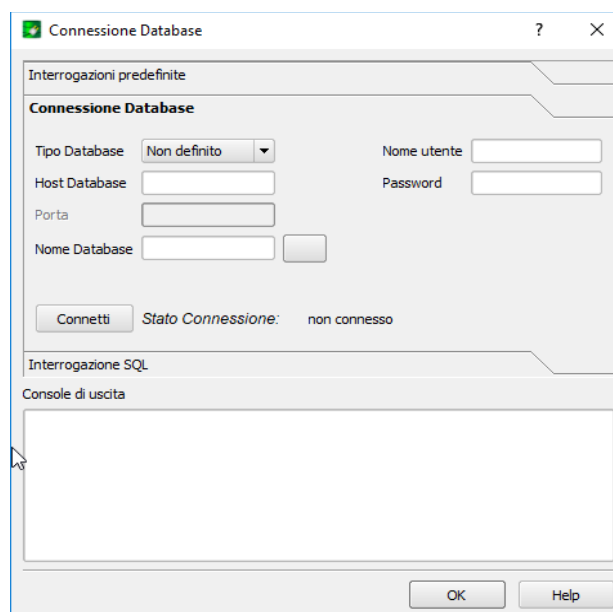 Connessione Database
?
Interrogazioni predefinite
Connessione Database
Tipo Database Non definito Nome utente
Host Database Password
Porta
Nome Database
Connetti Stato Connessione: non connesso
Interrogazione SQL
Console di uscita
OK Help